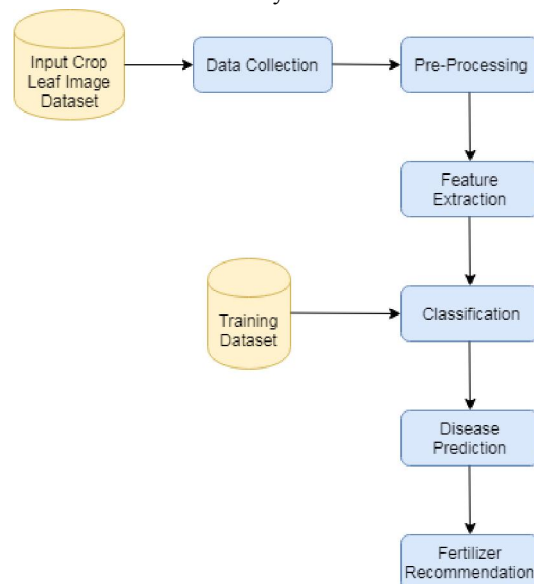 Input Crop
Leaf Image
Dataset
Data Collection
Pre-Processing
Feature
Extraction
Training
Dataset
Classification
Disease
Prediction
Fertilizer
Recommendation